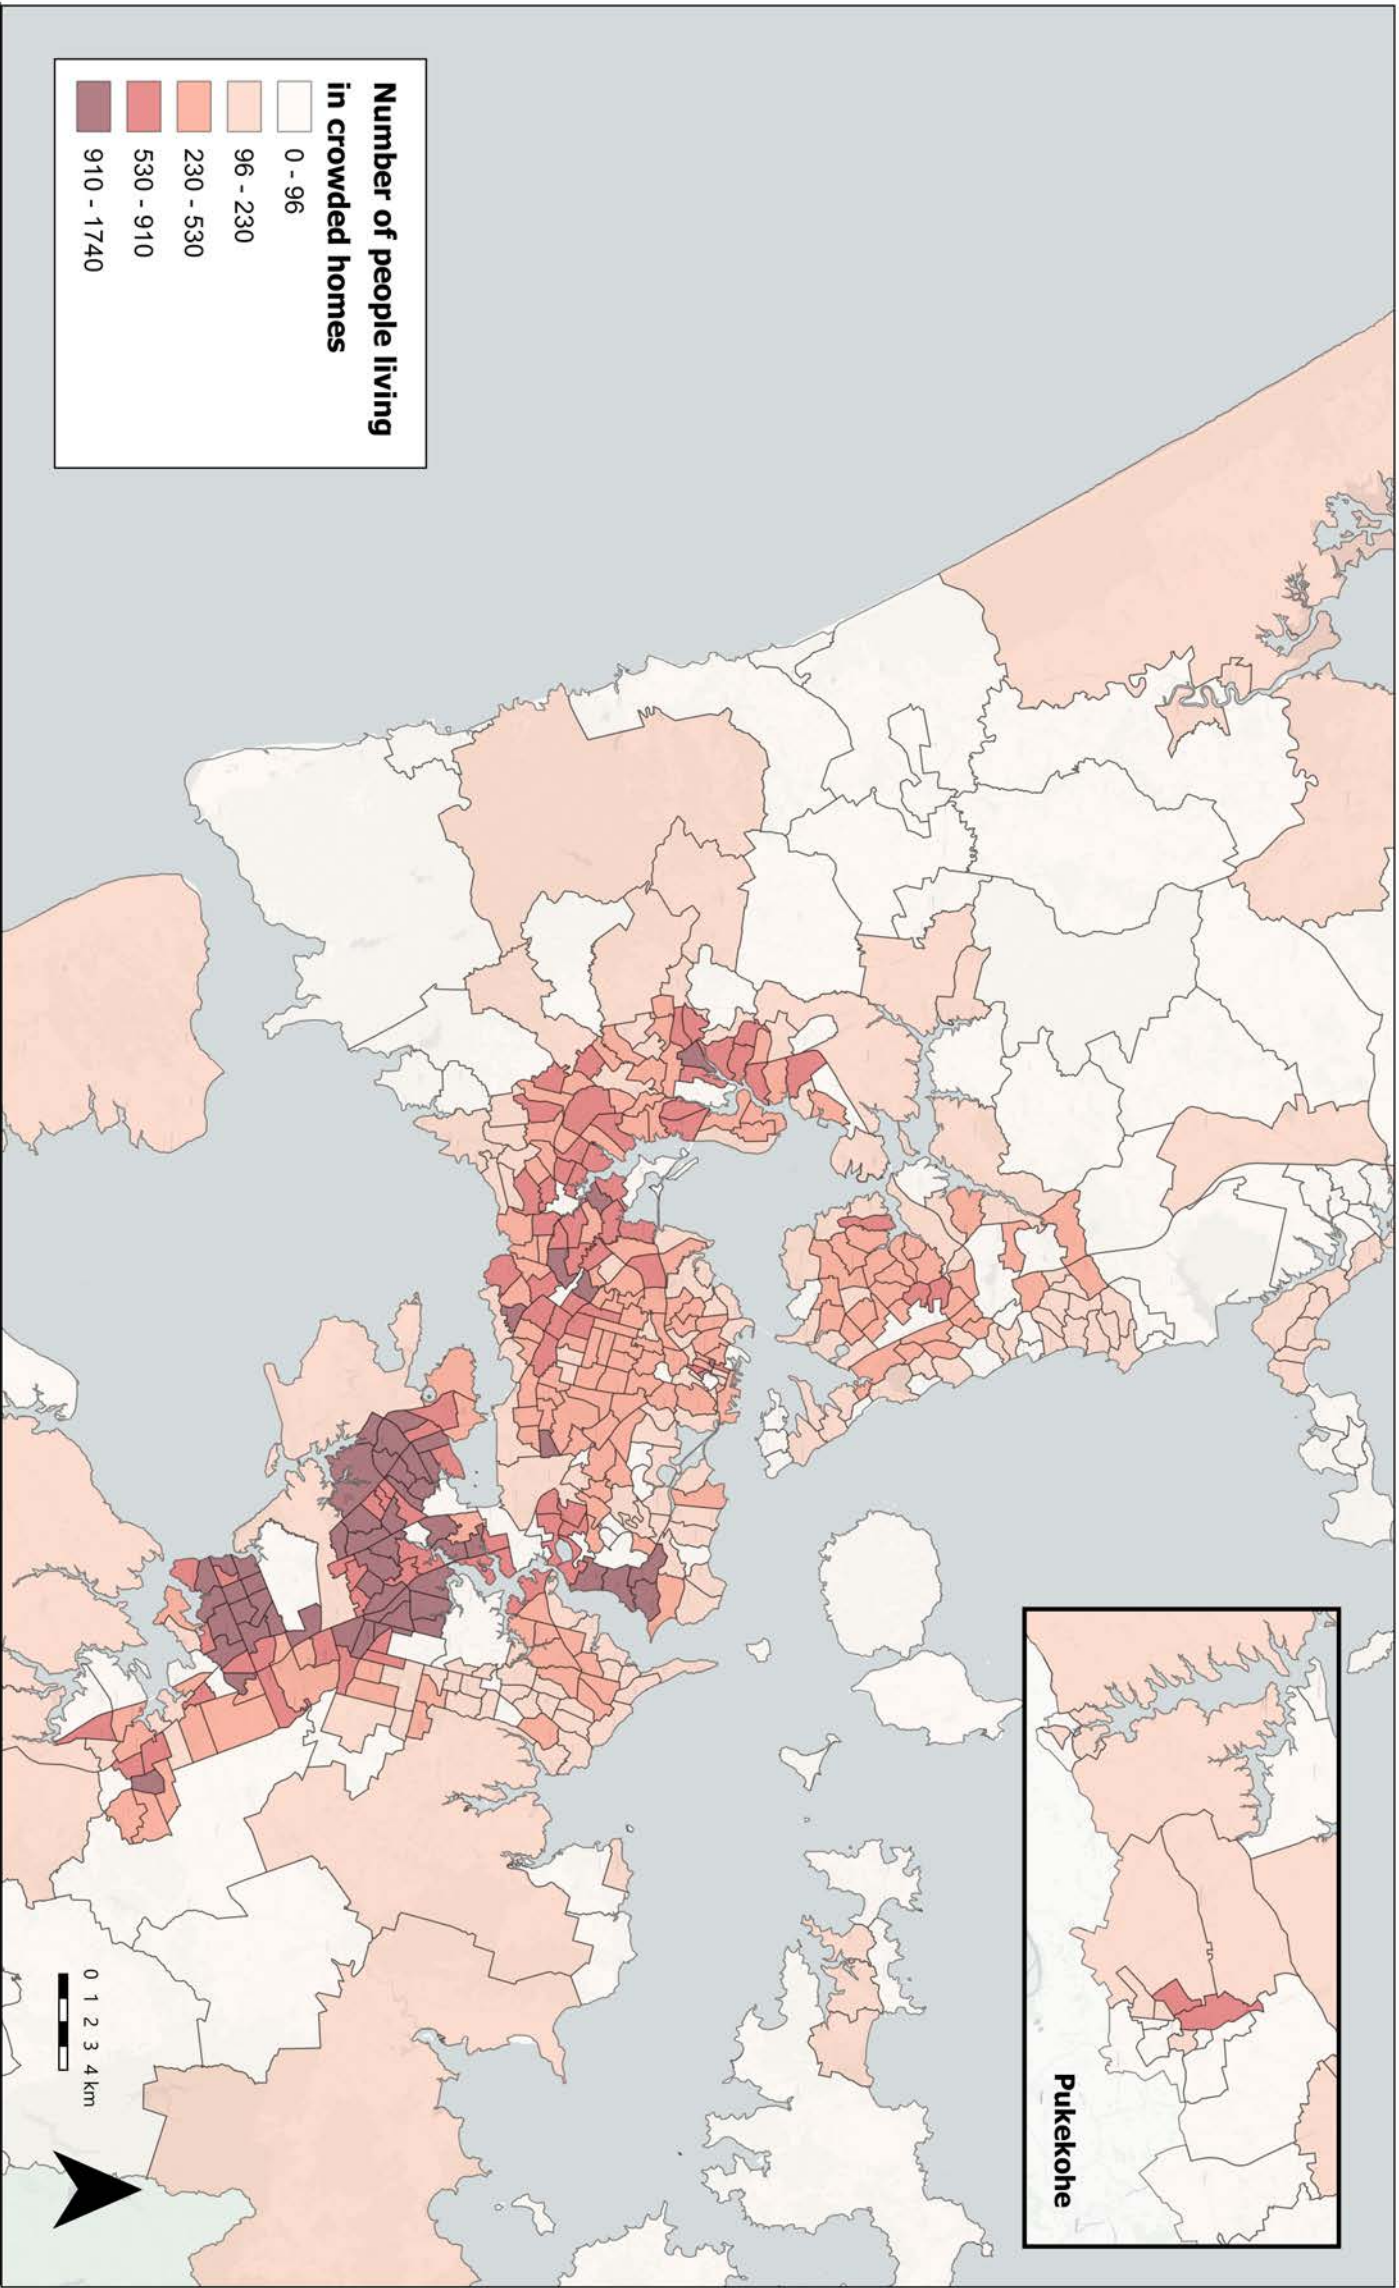 Number of people living
in crowded homes
0 - 96
96 - 230
230 - 530
530 - 910
910 - 1740
Pukekohe
0 1 2 3 4 km